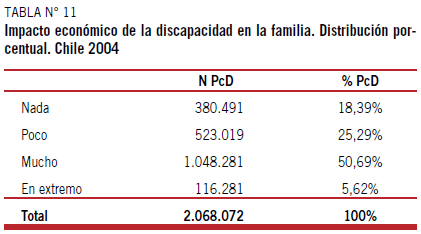 TABLA N° 11
Impacto económico de la discapacidad en la familia. Distribución por-
centual. Chile 2004
N PcD % PcD
Nada 380.491 18,39%
Poco 523.019 25,29%
Mucho 1.048.281 50,69%
En extremo 116.281 5,62%
Total 2.068.072 100%